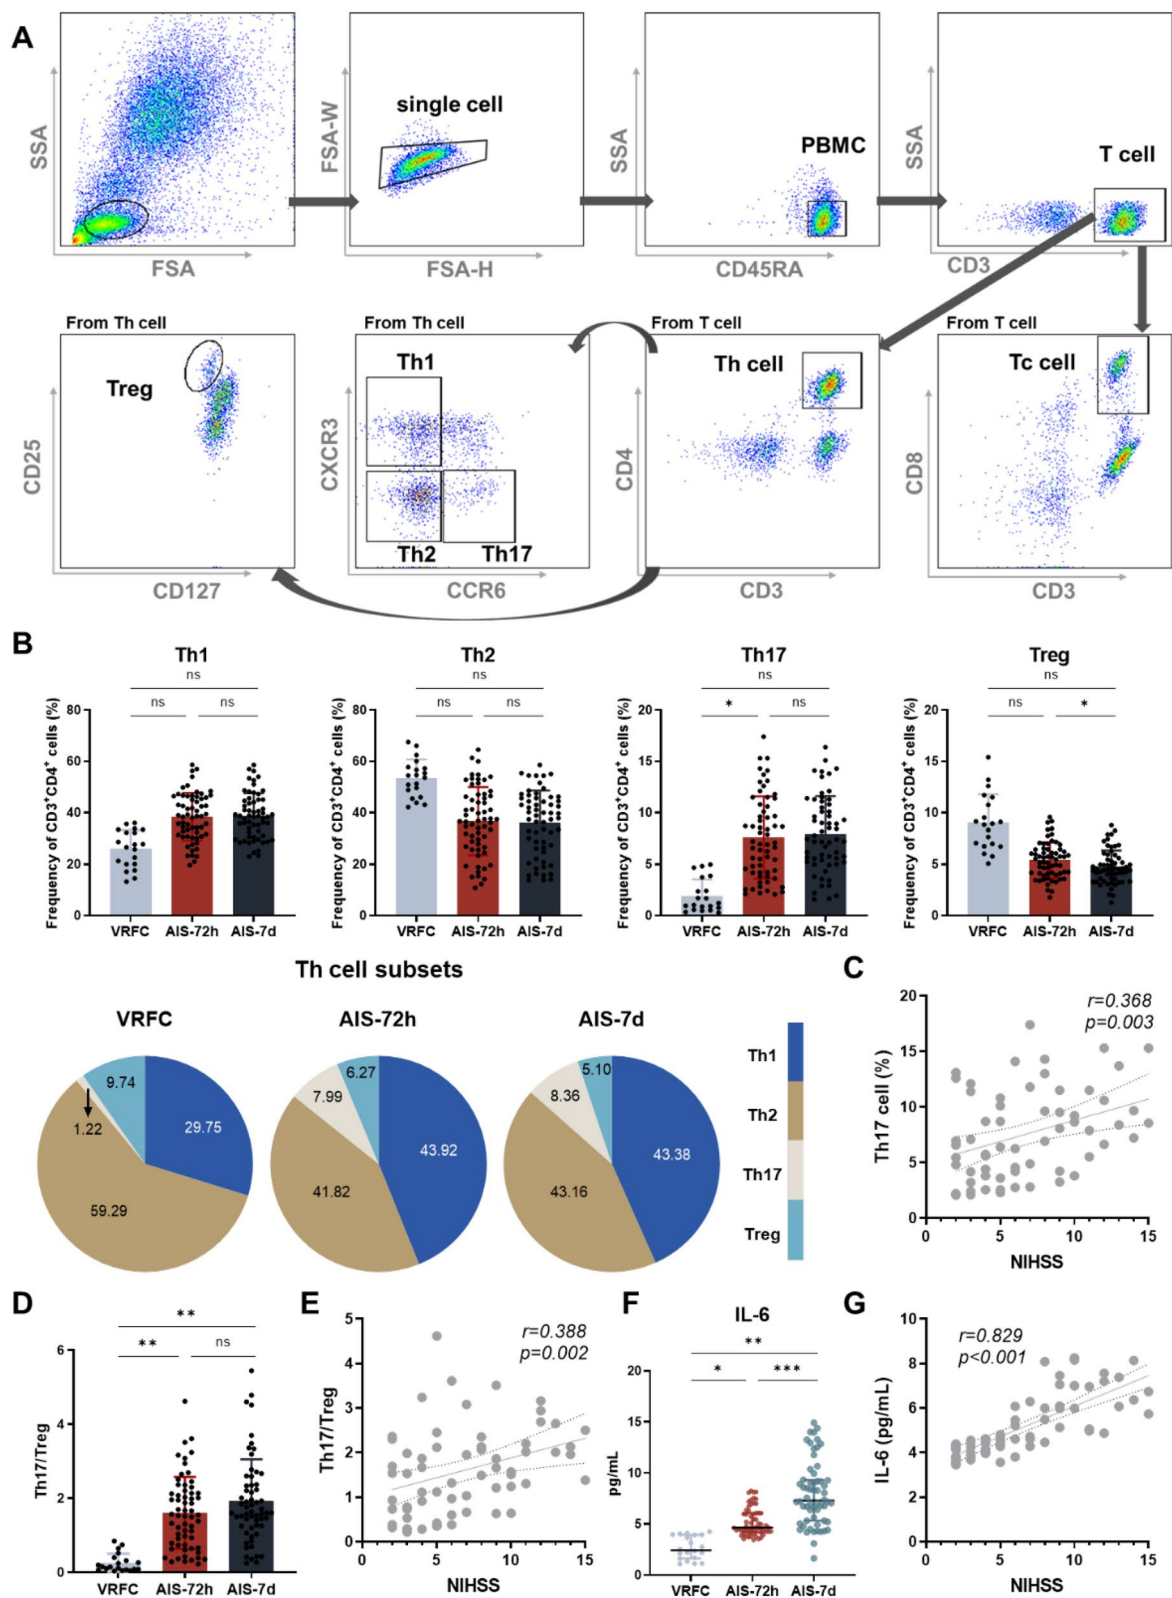 A
SSA
FSA
FSA-W
single cell
FSA-H
SSA
PBMC
CD45RA
SSA
T cell
CD3
From Th cell
Treg
CD25
CD127
From Th cell
Th1
CXCR3
Th2
Th17
CCR6
From T cell
Th cell
CD4
CD3
From T cell
Tc cell
CD8
CD3
B
Th1
ns
ns
ns
Frequency of CD3+CD4+ cells (%)
80
60
40
20
0
VRFC
AIS-72h
AIS-7d
Th2
ns
ns
ns
Frequency of CD3+CD4+ cells (%)
80
60
40
20
0
VRFC
AIS-72h
AIS-7d
Th17
ns
*
ns
Frequency of CD3+CD4+ cells (%)
20
15
10
5
0
VRFC
AIS-72h
AIS-7d
Treg
ns
ns
*
Frequency of CD3+CD4+ cells (%)
20
15
10
5
0
VRFC
AIS-72h
AIS-7d
Th cell subsets
VRFC
9.74
1.22
29.75
59.29
AIS-72h
6.27
7.99
43.92
41.82
AIS-7d
5.10
8.36
43.38
43.16
Th1
Th2
Th17
Treg
C
r=0.368
p=0.003
Th17 cell (%)
20
15
10
5
0
0
5
10
15
NIHSS
D
**
**
ns
Th17/Treg
6
4
2
0
VRFC
AIS-72h
AIS-7d
E
r=0.388
p=0.002
Th17/Treg
5
4
3
2
1
0
0
5
10
15
NIHSS
F
IL-6
**
*
***
pg/mL
20
15
10
5
0
VRFC
AIS-72h
AIS-7d
G
r=0.829
p<0.001
IL-6 (pg/mL)
10
8
6
4
2
0
0
5
10
15
NIHSS